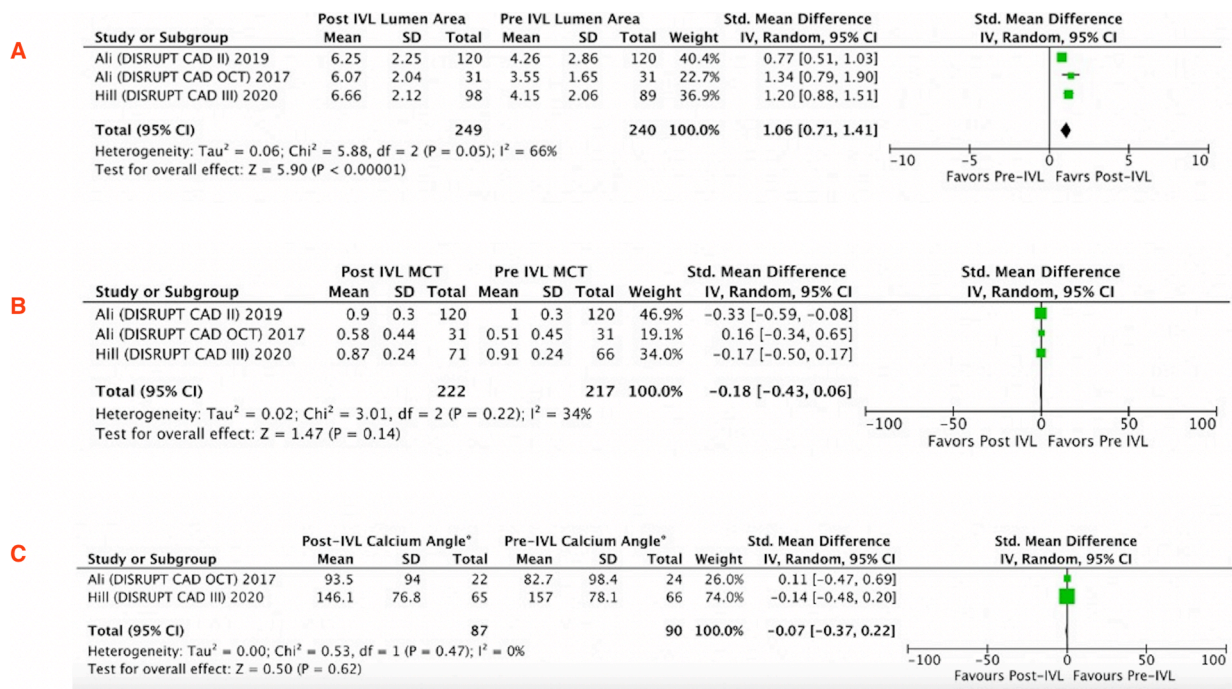 A
Post IVL Lumen Area Pre IVL Lumen Area Std. Mean Difference Std. Mean Difference
Study or Subgroup Mean SD Total Mean SD Total Weight IV, Random, 95% CI IV, Random, 95% CI
Ali (DISRUPT CAD II) 2019 6.25 2.25 120 4.26 2.86 120 40.4% 0.77 [0.51, 1.03]
Ali (DISRUPT CAD OCT) 2017 6.07 2.04 31 3.55 1.65 31 22.7% 1.34 [0.79, 1.90]
Hill (DISRUPT CAD III) 2020 6.66 2.12 98 4.15 2.06 89 36.9% 1.20 [0.88, 1.51]
Total (95% CI) 249 240 100.0% 1.06 [0.71, 1.41]
Heterogeneity: Tau² = 0.06; Chi² = 5.88, df = 2 (P = 0.05); I² = 66%
Test for overall effect: Z = 5.90 (P < 0.00001)
-10 -5 0 5 10
Favors Pre-IVL Favrs Post-IVL
B
Post IVL MCT Pre IVL MCT Std. Mean Difference Std. Mean Difference
Study or Subgroup Mean SD Total Mean SD Total Weight IV, Random, 95% CI IV, Random, 95% CI
Ali (DISRUPT CAD II) 2019 0.9 0.3 120 1 0.3 120 46.9% -0.33 [-0.59, -0.08]
Ali (DISRUPT CAD OCT) 2017 0.58 0.44 31 0.51 0.45 31 19.1% 0.16 [-0.34, 0.65]
Hill (DISRUPT CAD III) 2020 0.87 0.24 71 0.91 0.24 66 34.0% -0.17 [-0.50, 0.17]
Total (95% CI) 222 217 100.0% -0.18 [-0.43, 0.06]
Heterogeneity: Tau² = 0.02; Chi² = 3.01, df = 2 (P = 0.22); I² = 34%
Test for overall effect: Z = 1.47 (P = 0.14)
-100 -50 0 50 100
Favors Post IVL Favors Pre IVL
C
Post-IVL Calcium Angle° Pre-IVL Calcium Angle° Std. Mean Difference Std. Mean Difference
Study or Subgroup Mean SD Total Mean SD Total Weight IV, Random, 95% CI IV, Random, 95% CI
Ali (DISRUPT CAD OCT) 2017 93.5 94 22 82.7 98.4 24 26.0% 0.11 [-0.47, 0.69]
Hill (DISRUPT CAD III) 2020 146.1 76.8 65 157 78.1 66 74.0% -0.14 [-0.48, 0.20]
Total (95% CI) 87 90 100.0% -0.07 [-0.37, 0.22]
Heterogeneity: Tau² = 0.00; Chi² = 0.53, df = 1 (P = 0.47); I² = 0%
Test for overall effect: Z = 0.50 (P = 0.62)
-100 -50 0 50 100
Favours Post-IVL Favours Pre-IVL